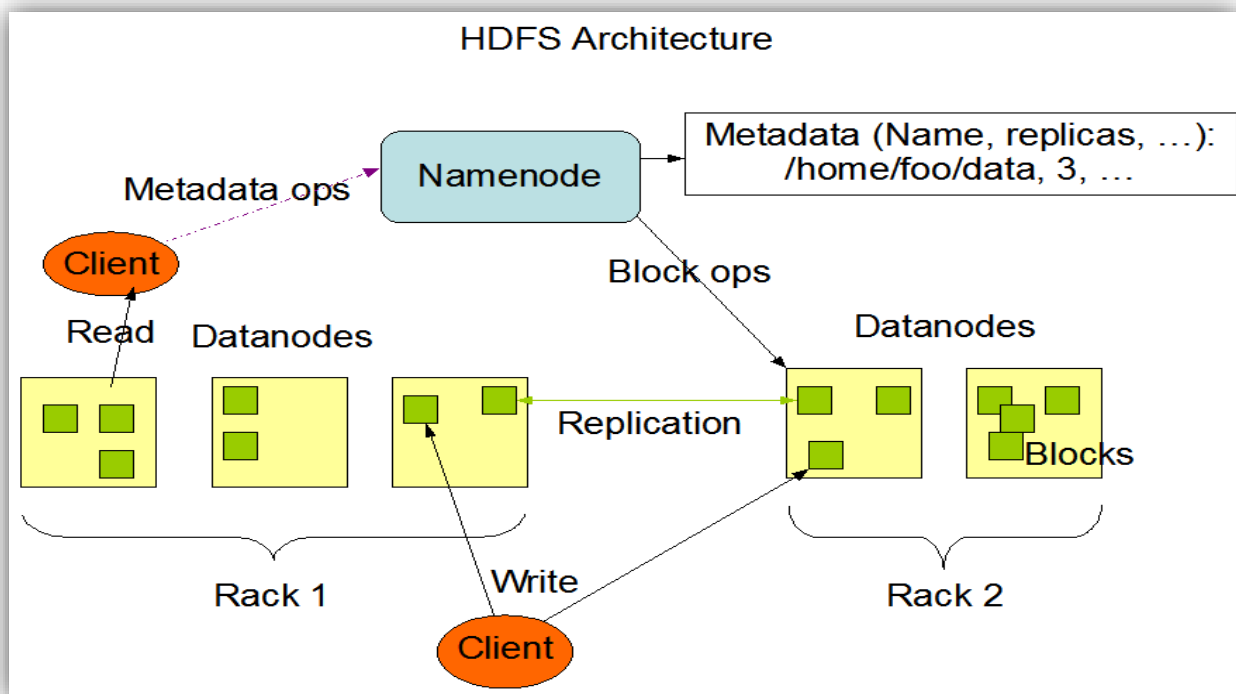 HDFS Architecture
Metadata (Name, replicas, …):
/home/foo/data, 3, …
Namenode
Metadata ops
Client
Block ops
Read
Datanodes
Datanodes
Replication
Blocks
Rack 1
Write
Rack 2
Client